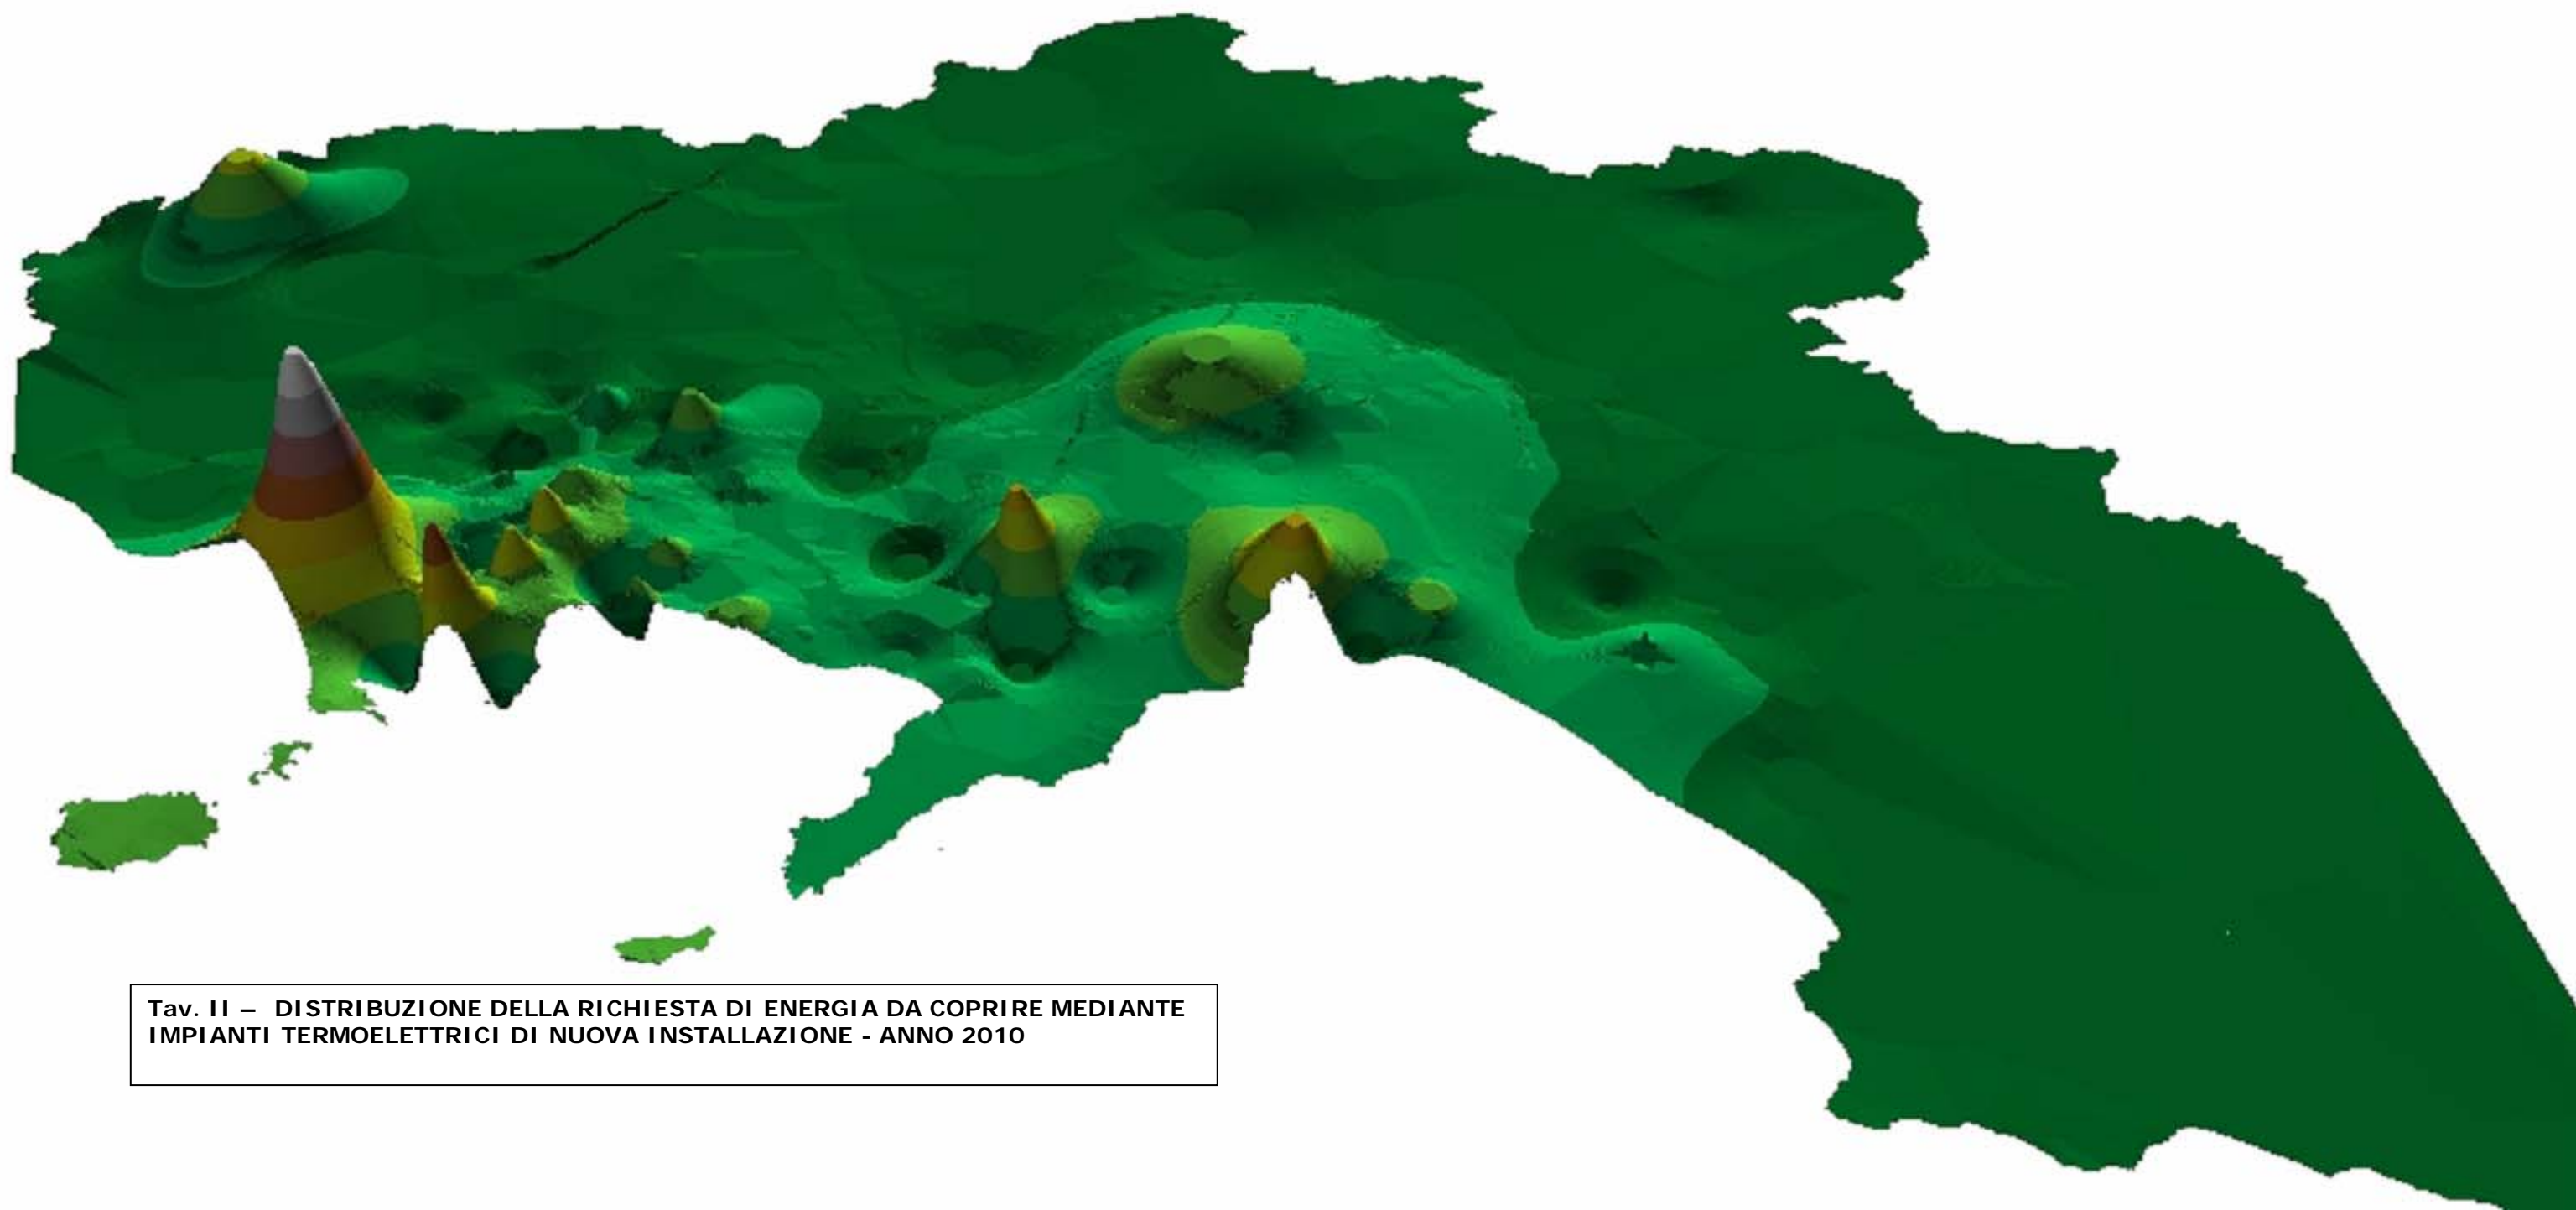 Tav. II – DISTRIBUZIONE DELLA RICHIESTA DI ENERGIA DA COPRIRE MEDIANTE
IMPIANTI TERMOELETTRICI DI NUOVA INSTALLAZIONE - ANNO 2010